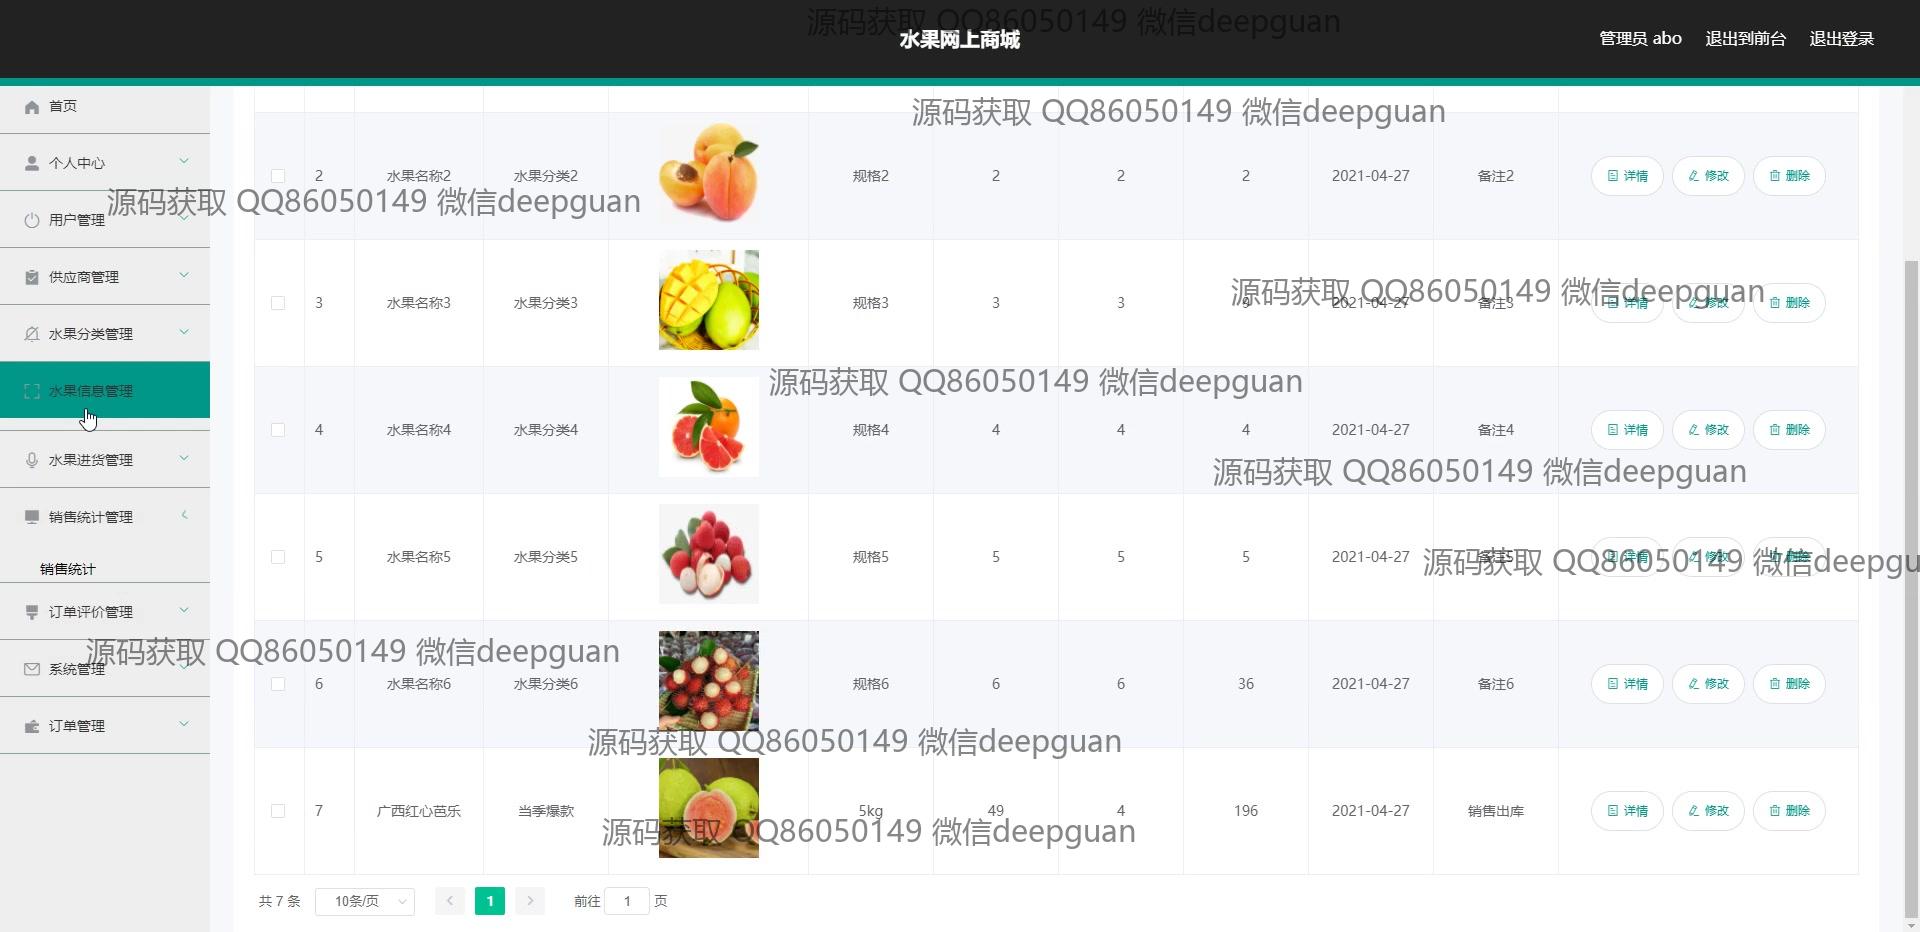 源码获取 QQ86050149 微信deepguan
水果网上商城
管理员 abo 退出到前台 退出登录
首页
个人中心
用户管理
供应商管理
水果分类管理
水果信息管理
水果进货管理
销售统计管理
销售统计
订单评价管理
系统管理
订单管理
源码获取 QQ86050149 微信deepguan
2 水果名称2 水果分类2 规格2 2 2 2 2021-04-27 备注2 详情 修改 删除
源码获取 QQ86050149 微信deepguan
源码获取 QQ86050149 微信deepguan
3 水果名称3 水果分类3 规格3 3 3 9 2021-04-27 备注3 详情 修改 删除
源码获取 QQ86050149 微信deepguan
4 水果名称4 水果分类4 规格4 4 4 4 2021-04-27 备注4 详情 修改 删除
源码获取 QQ86050149 微信deepguan
5 水果名称5 水果分类5 规格5 5 5 5 2021-04-27 备注5 详情 修改 删除
源码获取 QQ86050149 微信deepgu
源码获取 QQ86050149 微信deepguan
6 水果名称6 水果分类6 规格6 6 6 36 2021-04-27 备注6 详情 修改 删除
源码获取 QQ86050149 微信deepguan
7 广西红心芭乐 当季爆款 5kg 49 4 196 2021-04-27 销售出库 详情 修改 删除
源码获取 QQ86050149 微信deepguan
共 7 条 10条/页 1 前往 1 页